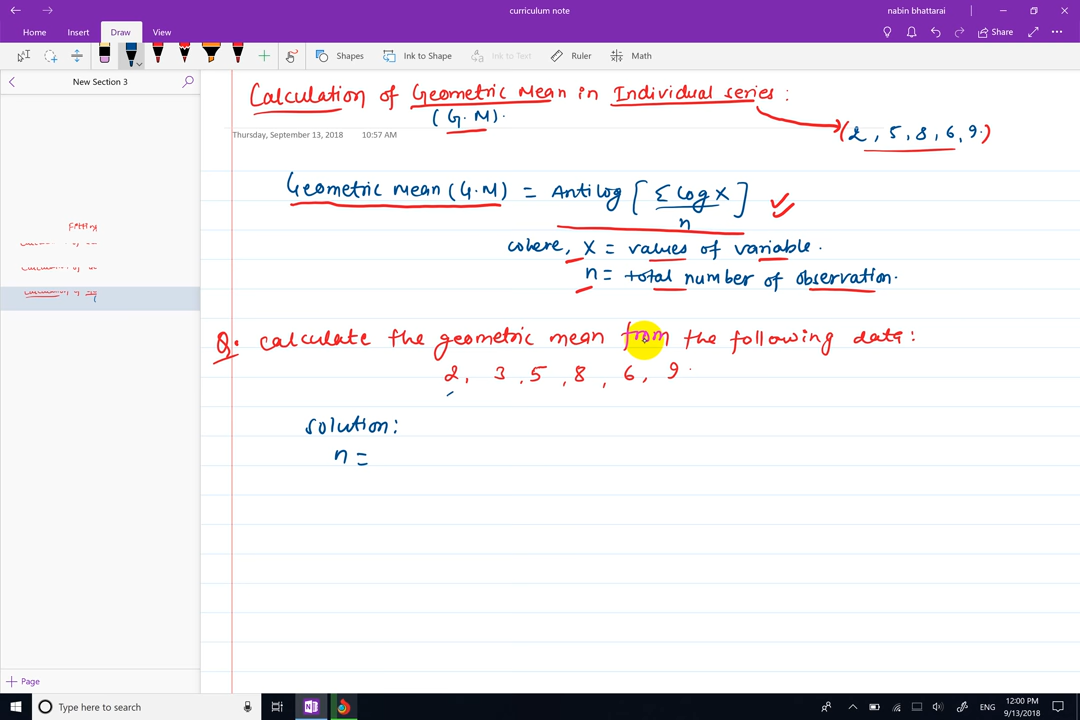 curriculum note
nabin bhattarai
Home Insert Draw View
Share
Shapes Ink to Shape Ink to Text Ruler Math
New Section 3
Calculation of Geometric Mean in Individual series:
(G.M).
Thursday, September 13, 2018 10:57 AM
(2, 5, 8, 6, 9)
Geometric mean (G.M) = Antilog [ Σ log X / n ]
where, X = values of variable.
n = total number of observation.
Q. Calculate the geometric mean from the following data:
2, 3, 5, 8, 6, 9.
solution:
n =
Page
Type here to search
ENG
12:00 PM
9/13/2018